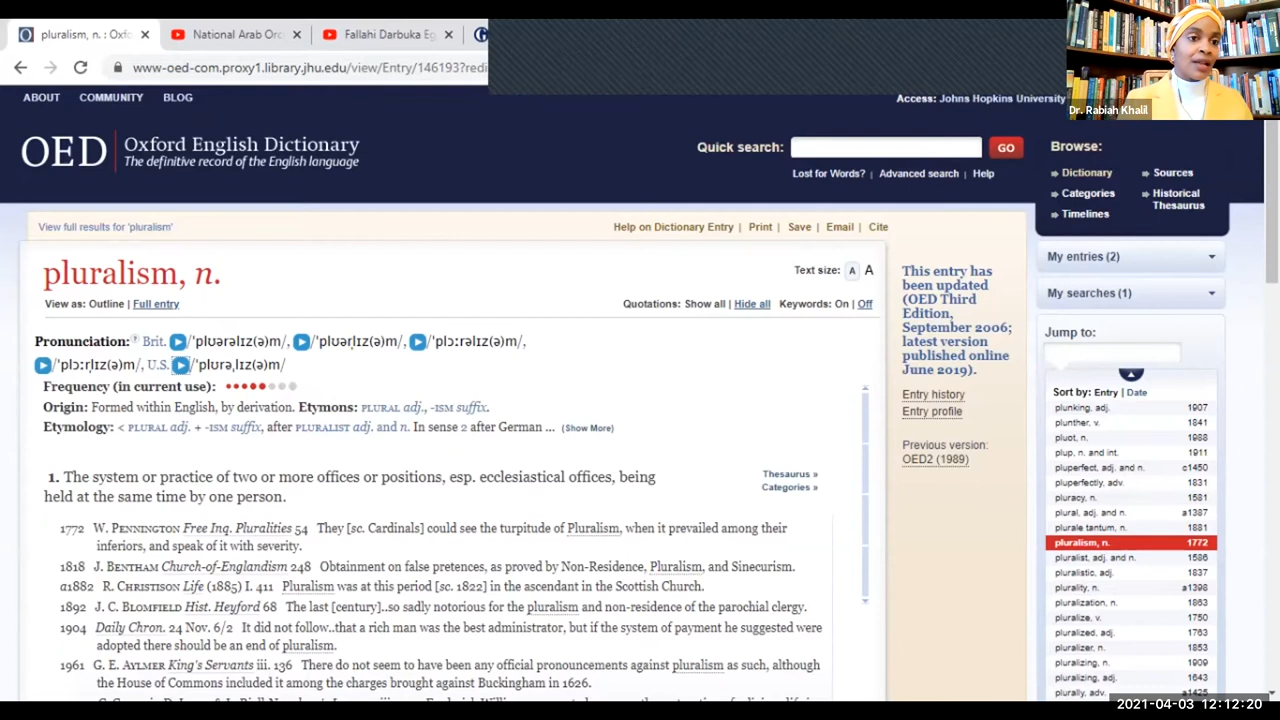 pluralism, n. : Oxfo
National Arab Orc
Fallahi Darbuka Eg
www-oed-com.proxy1.library.jhu.edu/view/Entry/146193?redi
Dr. Rabiah Khalil
ABOUT COMMUNITY BLOG
Access: Johns Hopkins University
OED Oxford English Dictionary
The definitive record of the English language
Quick search: GO
Lost for Words? | Advanced search | Help
Browse:
Dictionary
Categories
Timelines
Sources
Historical
Thesaurus
View full results for 'pluralism'
Help on Dictionary Entry | Print | Save | Email | Cite
pluralism, n.
Text size: A A
View as: Outline | Full entry
Quotations: Show all | Hide all Keywords: On | Off
Pronunciation: ? Brit. /ˈplʊərəlɪz(ə)m/, /ˈplʊər̩lɪz(ə)m/, /ˈplɔːrəlɪz(ə)m/,
/ˈplɔːr̩lɪz(ə)m/, U.S. /ˈplʊrəˌlɪz(ə)m/
Frequency (in current use):
Origin: Formed within English, by derivation. Etymons: PLURAL adj., -ISM suffix.
Etymology: < PLURAL adj. + -ISM suffix, after PLURALIST adj. and n. In sense 2 after German ... (Show More)
1. The system or practice of two or more offices or positions, esp. ecclesiastical offices, being
held at the same time by one person.
Thesaurus »
Categories »
1772 W. PENNINGTON Free Inq. Pluralities 54 They [sc. Cardinals] could see the turpitude of Pluralism, when it prevailed among their
inferiors, and speak of it with severity.
1818 J. BENTHAM Church-of-Englandism 248 Obtainment on false pretences, as proved by Non-Residence, Pluralism, and Sinecurism.
a1882 R. CHRISTISON Life (1885) I. 411 Pluralism was at this period [sc. 1822] in the ascendant in the Scottish Church.
1892 J. C. BLOMFIELD Hist. Heyford 68 The last [century]..so sadly notorious for the pluralism and non-residence of the parochial clergy.
1904 Daily Chron. 24 Nov. 6/2 It did not follow..that a rich man was the best administrator, but if the system of payment he suggested were
adopted there should be an end of pluralism.
1961 G. E. AYLMER King's Servants iii. 136 There do not seem to have been any official pronouncements against pluralism as such, although
the House of Commons included it among the charges brought against Buckingham in 1626.
This entry has
been updated
(OED Third
Edition,
September 2006;
latest version
published online
June 2019).
Entry history
Entry profile
Previous version:
OED2 (1989)
My entries (2)
My searches (1)
Jump to:
Sort by: Entry | Date
plunking, adj. 1907
plunther, v. 1841
pluot, n. 1988
plup, n. and int. 1911
pluperfect, adj. and n. c1450
pluperfectly, adv. 1831
pluracy, n. 1581
plural, adj. and n. a1387
plurale tantum, n. 1881
pluralism, n. 1772
pluralist, adj. and n. 1586
pluralistic, adj. 1837
plurality, n. a1398
pluralization, n. 1863
pluralize, v. 1750
pluralized, adj. 1763
pluralizer, n. 1853
pluralizing, n. 1909
pluralizing, adj. 1643
plurally, adv. a1425
2021-04-03 12:12:20